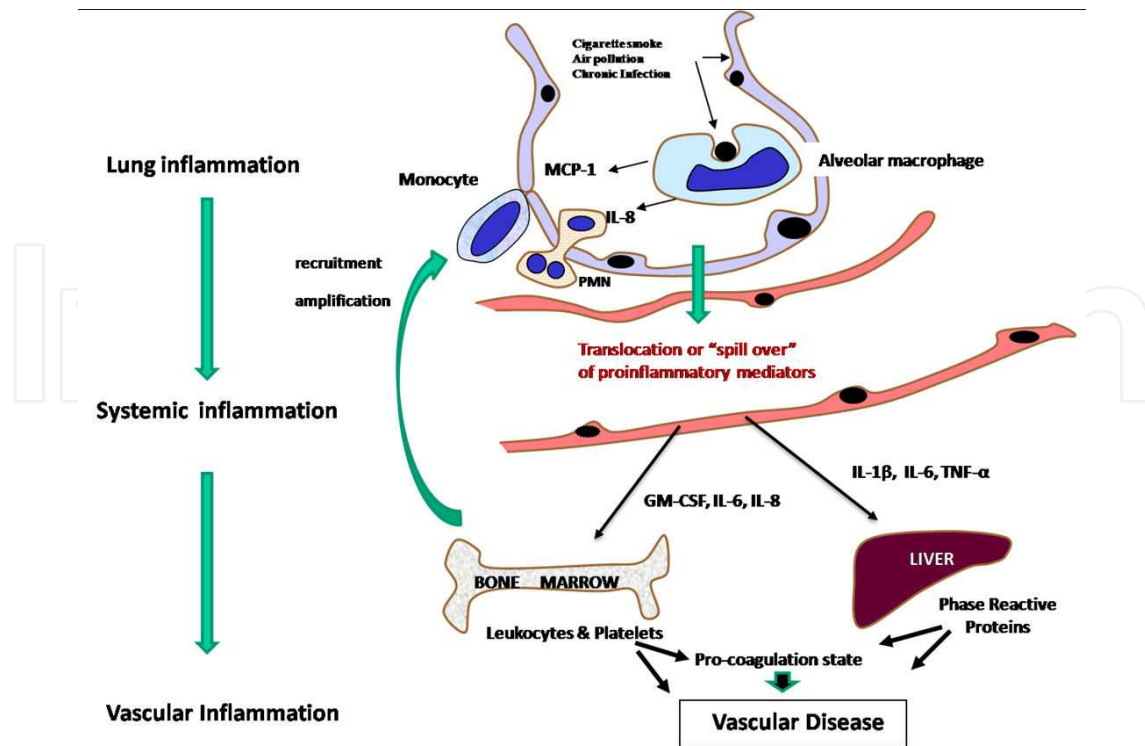 Cigarette smoke
Air pollution
Chronic Infection
Lung inflammation
Alveolar macrophage
MCP-1
Monocyte
IL-8
PMN
recruitment
amplification
Translocation or "spill over"
of proinflammatory mediators
Systemic inflammation
IL-1β, IL-6, TNF-α
GM-CSF, IL-6, IL-8
LIVER
BONE MARROW
Phase Reactive
Proteins
Leukocytes & Platelets
Pro-coagulation state
Vascular Inflammation
Vascular Disease